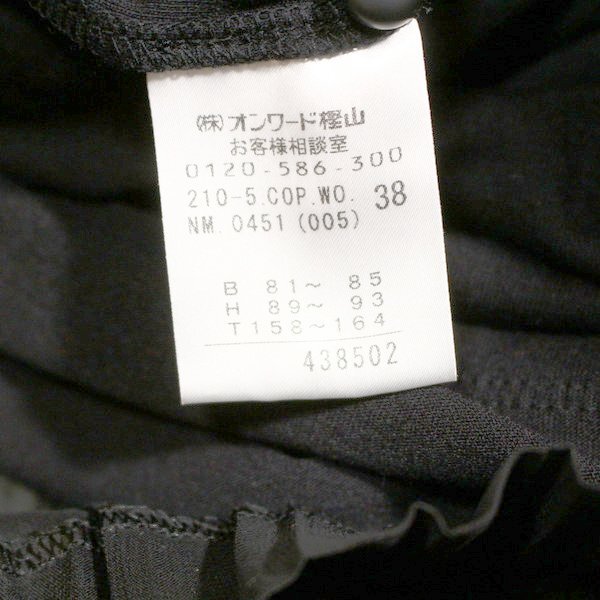 ㈱オンワード樫山
お客様相談室
0120-586-300
210-5.COP.WO. 38
NM. 0451 (005)
B 81～ 85
H 89～ 93
T158～164
438502